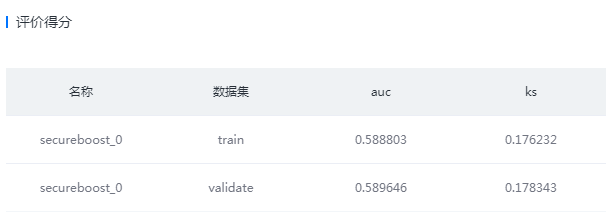 评价得分
名称 数据集 auc ks
secureboost_0 train 0.588803 0.176232
secureboost_0 validate 0.589646 0.178343